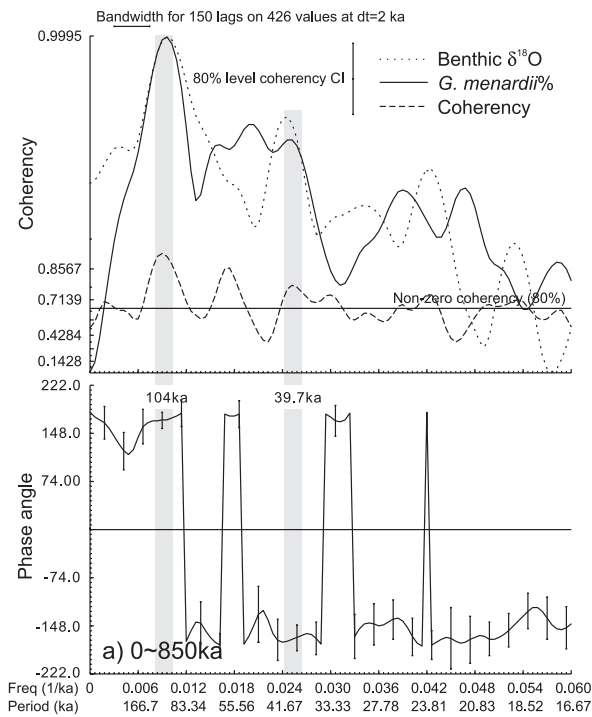 Bandwidth for 150 lags on 426 values at dt=2 ka
0.9995
Benthic δ¹⁸O
80% level coherency CI
G. menardii%
Coherency
Coherency
0.8567
0.7139
Non-zero coherency (80%)
0.4284
0.1428
222.0
104ka 39.7ka
148.0
74.00
Phase angle
-74.0
-148.0
a) 0~850ka
-222.0
Freq (1/ka) 0 0.006 0.012 0.018 0.024 0.030 0.036 0.042 0.048 0.054 0.060
Period (ka) 166.7 83.34 55.56 41.67 33.33 27.78 23.81 20.83 18.52 16.67